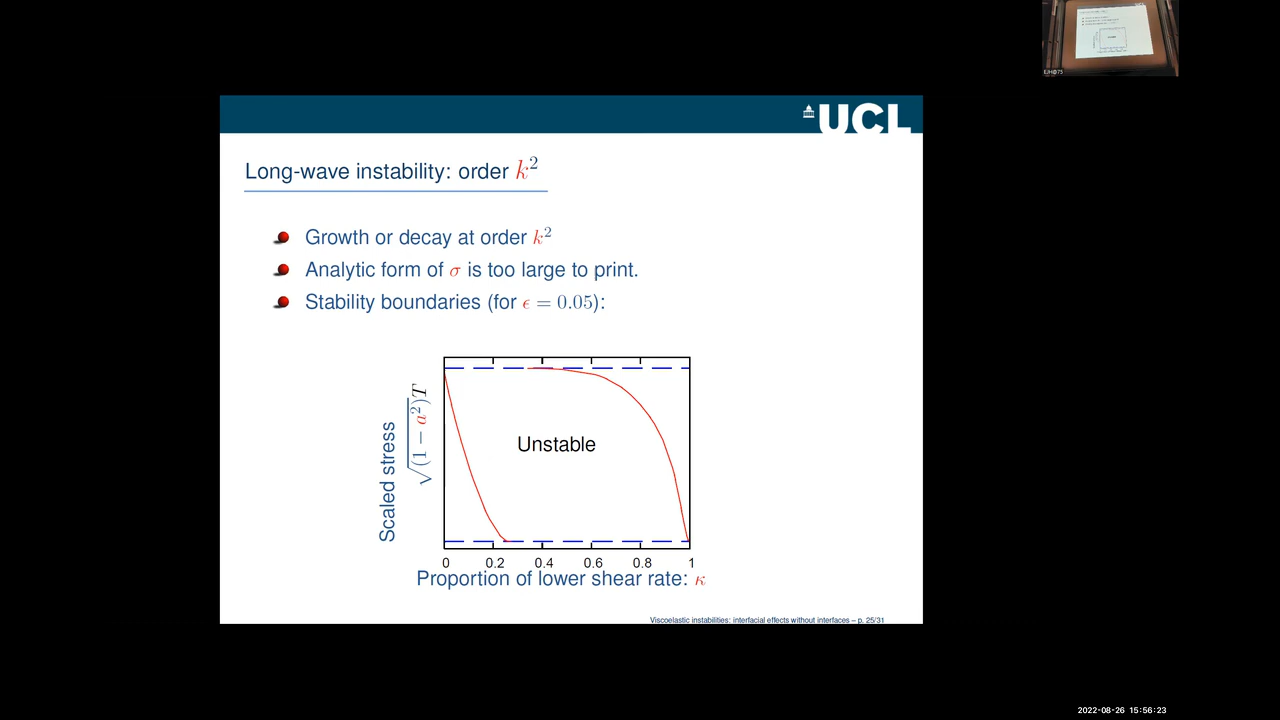 EJH@75
UCL
Long-wave instability: order k²
Growth or decay at order k²
Analytic form of σ is too large to print.
Stability boundaries (for ϵ = 0.05):
Scaled stress
√(1 − a²)T
Unstable
0 0.2 0.4 0.6 0.8 1
Proportion of lower shear rate: κ
Viscoelastic instabilities: interfacial effects without interfaces – p. 25/31
2022-08-26 15:56:23